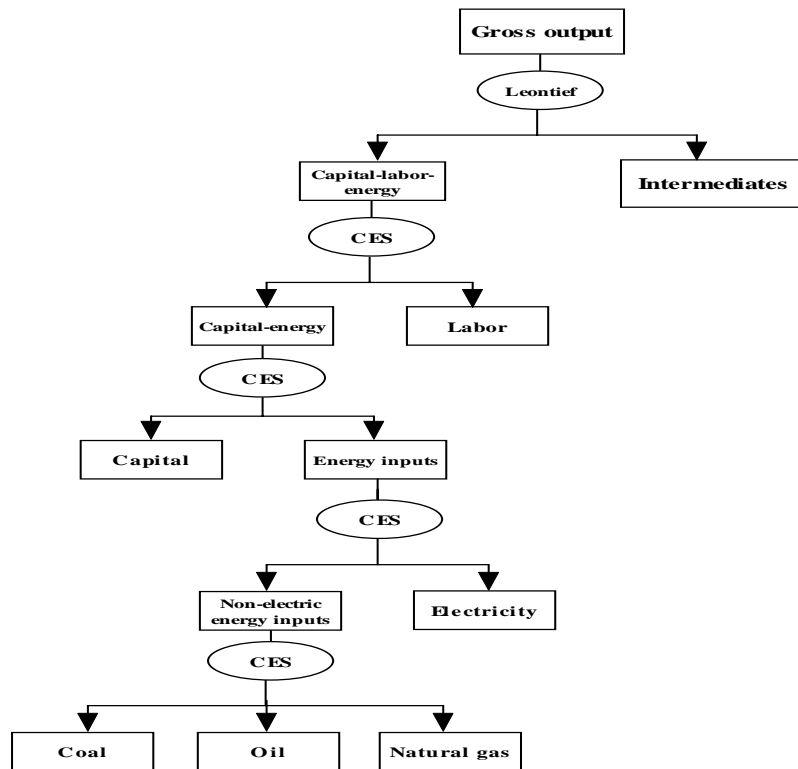 Gross output
Leontief
Capital-labor-
energy
Intermediates
CES
Capital-energy
Labor
CES
Capital
Energy inputs
CES
Non-electric
energy inputs
Electricity
CES
Coal
Oil
Natural gas